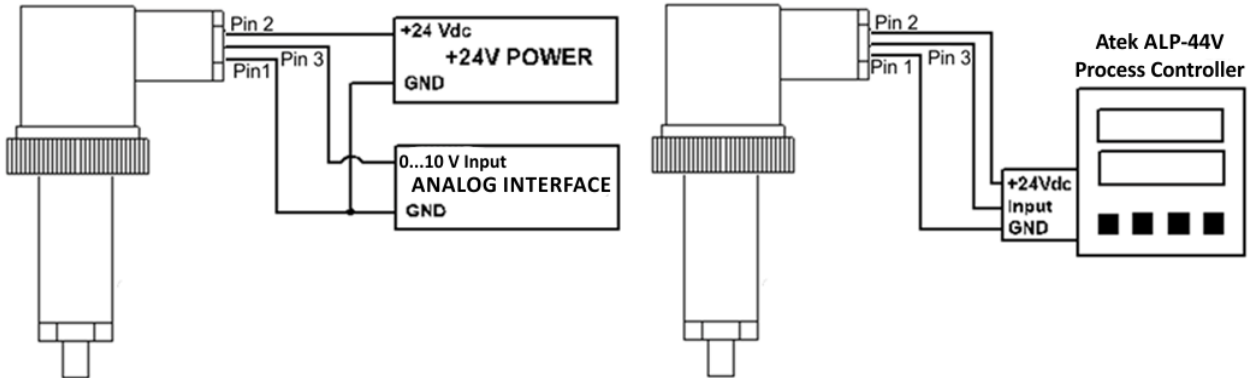 Pin 2
Pin 3
Pin1
+24 Vdc
+24V POWER
GND
0...10 V Input
ANALOG INTERFACE
GND
Pin 2
Pin 3
Pin 1
Atek ALP-44V
Process Controller
+24Vdc
Input
GND